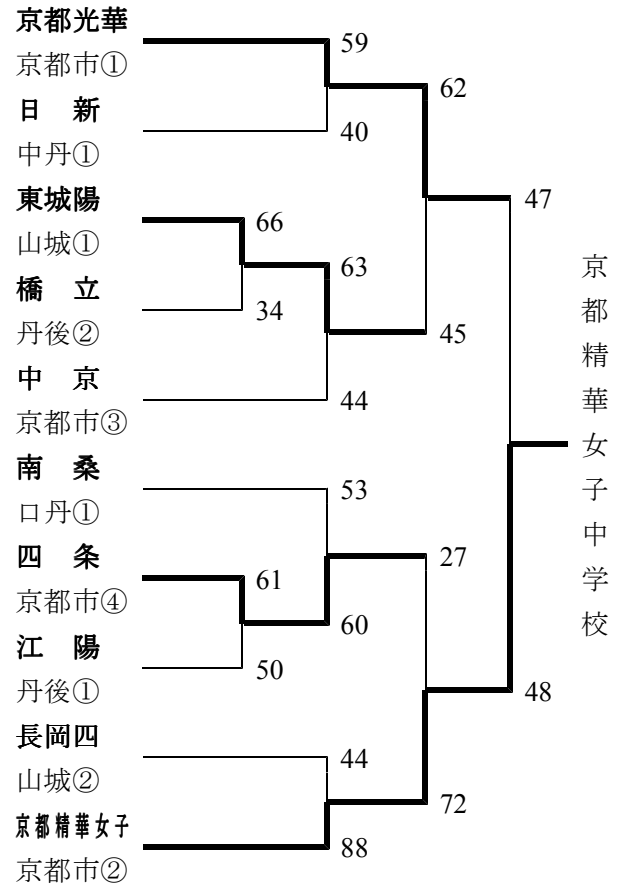 京都光華
59
京都市①
62
日　新
40
中丹①
東城陽
47
66
山城①
63
橋　立
34
丹後②
45
中　京
44
京都市③
南　桑
53
口丹①
27
四　条
61
京都市④
60
江　陽
50
丹後①
48
長岡四
44
山城②
72
京都精華女子
88
京都市②
京都精華女子中学校